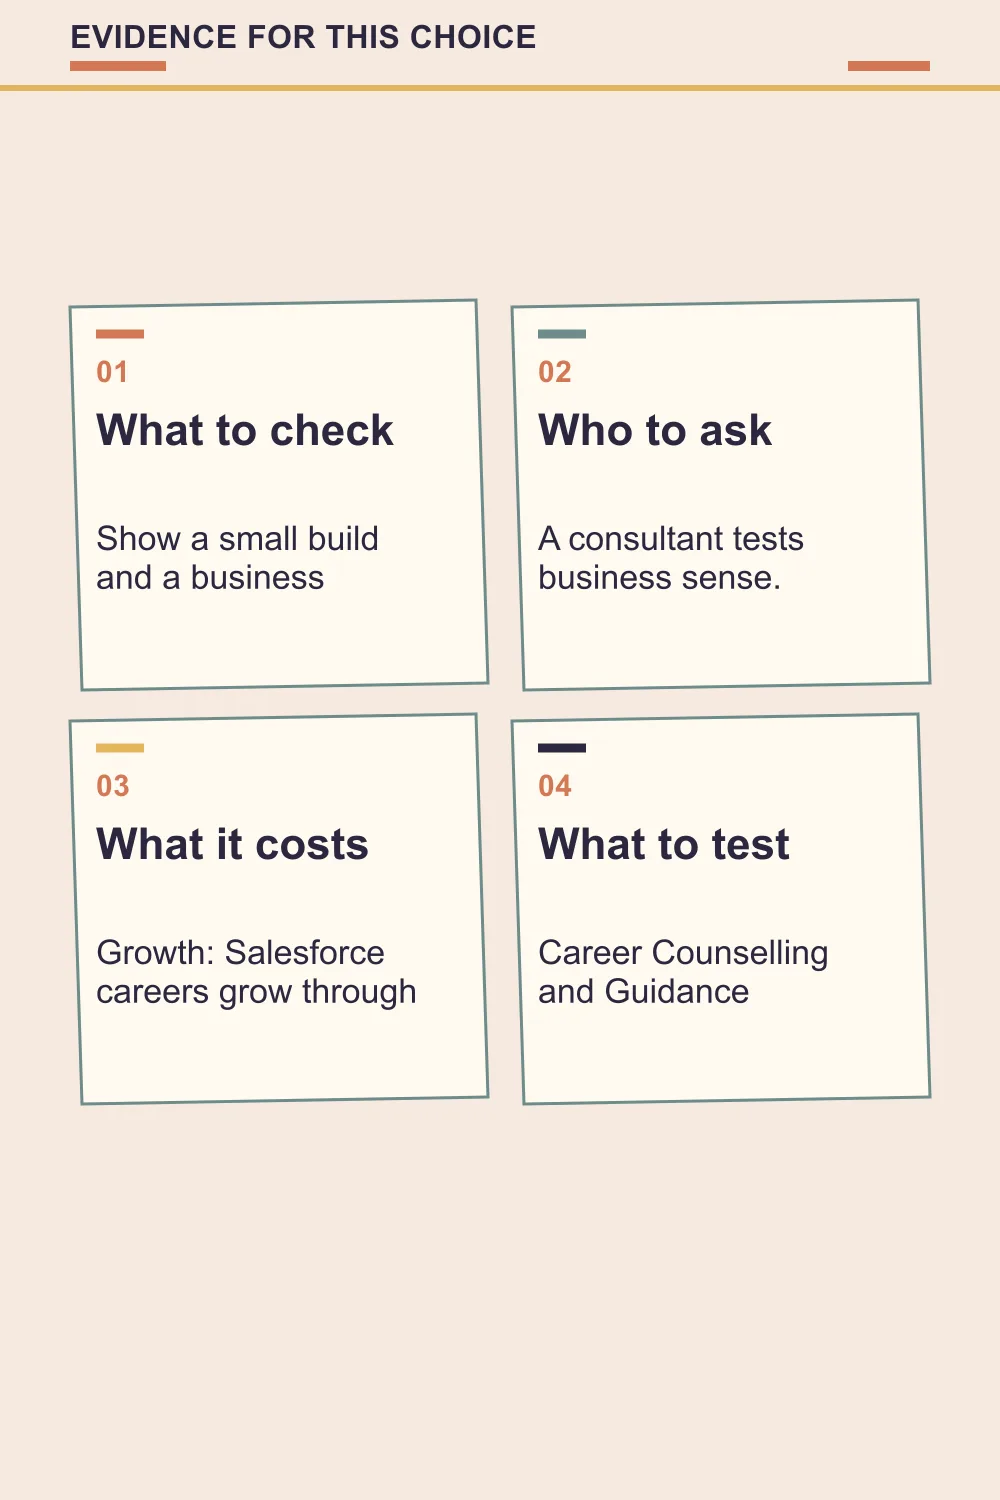 EVIDENCE FOR THIS CHOICE
01
What to check
Show a small build
and a business
02
Who to ask
A consultant tests
business sense.
03
What it costs
Growth: Salesforce
careers grow through
04
What to test
Career Counselling
and Guidance